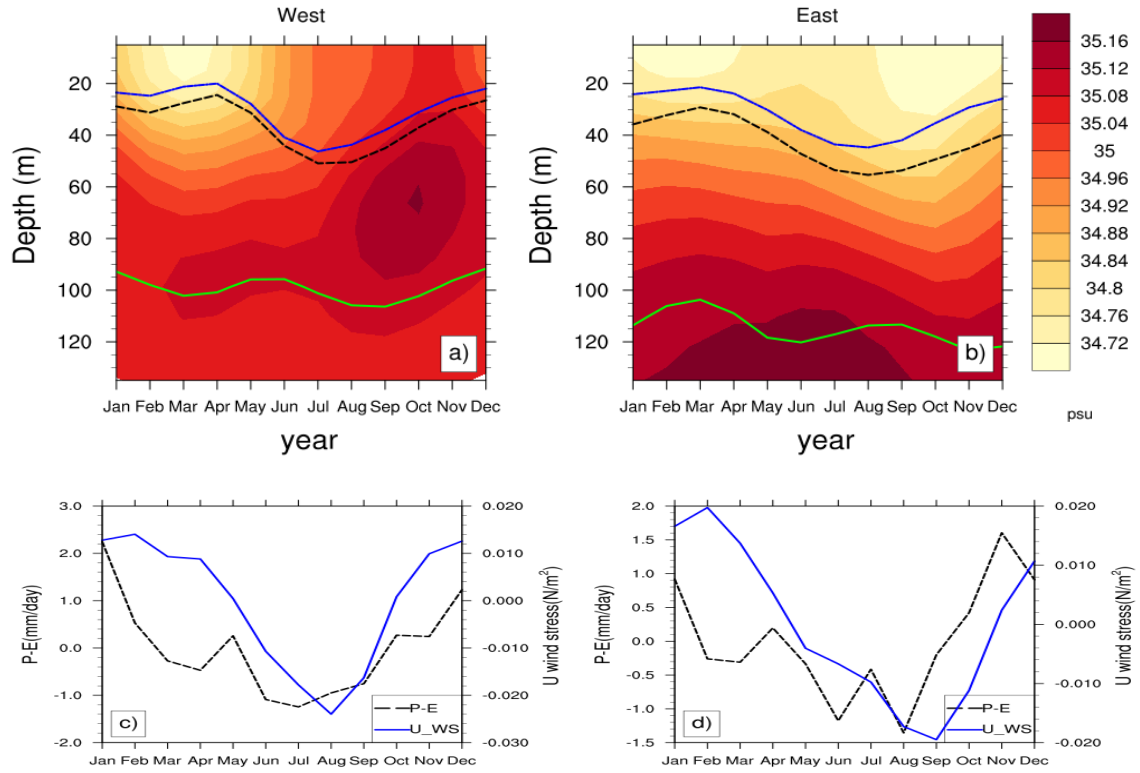 West
East
Depth (m)
20
40
60
80
100
120
a)
Jan Feb Mar Apr May Jun Jul Aug Sep Oct Nov Dec
year
Depth (m)
20
40
60
80
100
120
b)
Jan Feb Mar Apr May Jun Jul Aug Sep Oct Nov Dec
year
35.16
35.12
35.08
35.04
35
34.96
34.92
34.88
34.84
34.8
34.76
34.72
psu
P-E(mm/day)
3.0
2.0
1.0
0.0
-1.0
-2.0
c)
P-E
U_WS
0.020
0.010
0.000
-0.010
-0.020
-0.030
U wind stress(N/m²)
Jan Feb Mar Apr May Jun Jul Aug Sep Oct Nov Dec
P-E(mm/day)
2.0
1.5
1.0
0.5
0.0
-0.5
-1.0
-1.5
d)
P-E
U_WS
0.020
0.010
0.000
-0.010
-0.020
U wind stress(N/m²)
Jan Feb Mar Apr May Jun Jul Aug Sep Oct Nov Dec